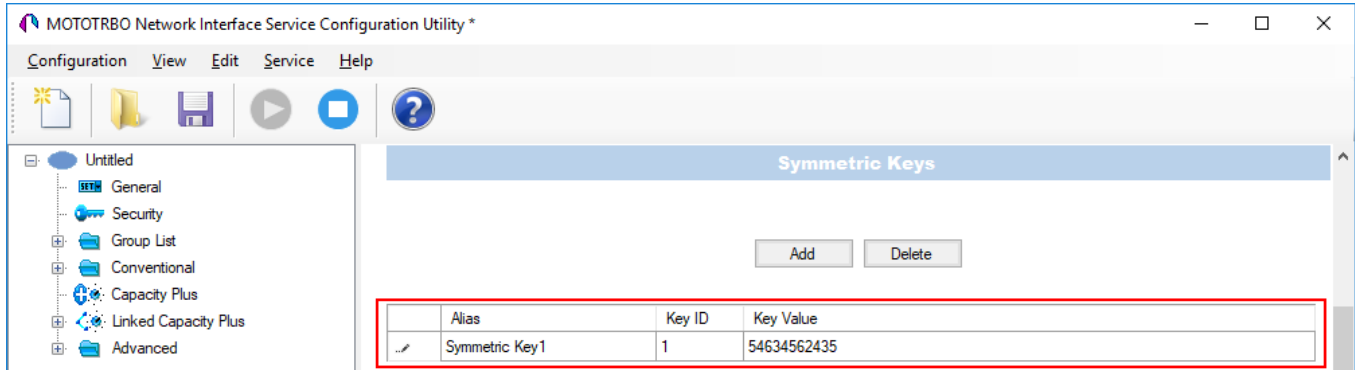 MOTOTRBO Network Interface Service Configuration Utility *
Configuration View Edit Service Help
Untitled
SET
General
Security
Group List
Conventional
Capacity Plus
Linked Capacity Plus
Advanced
Symmetric Keys
Add Delete
Alias Key ID Key Value
Symmetric Key1 1 54634562435